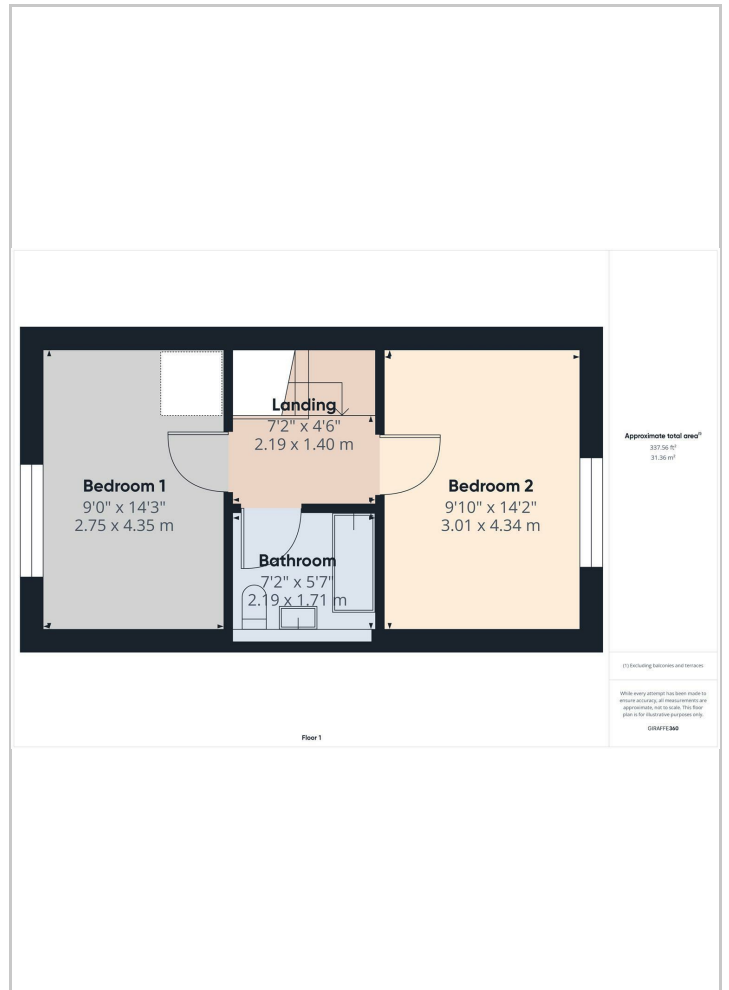 Landing
7'2" x 4'6"
2.19 x 1.40 m
Bedroom 1
9'0" x 14'3"
2.75 x 4.35 m
Bedroom 2
9'10" x 14'2"
3.01 x 4.34 m
Bathroom
7'2" x 5'7"
2.19 x 1.71 m
Floor 1
Approximate total area⁽¹⁾
337.56 ft²
31.36 m²
(1) Excluding balconies and terraces
While every attempt has been made to
ensure accuracy, all measurements are
approximate, not to scale. This floor
plan is for illustrative purposes only.
GIRAFFE360